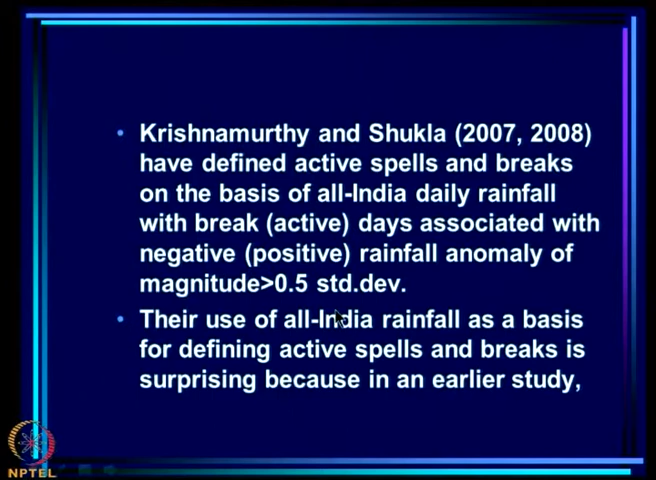 • Krishnamurthy and Shukla (2007, 2008)
have defined active spells and breaks
on the basis of all-India daily rainfall
with break (active) days associated with
negative (positive) rainfall anomaly of
magnitude>0.5 std.dev.
• Their use of all-India rainfall as a basis
for defining active spells and breaks is
surprising because in an earlier study,
NPTEL